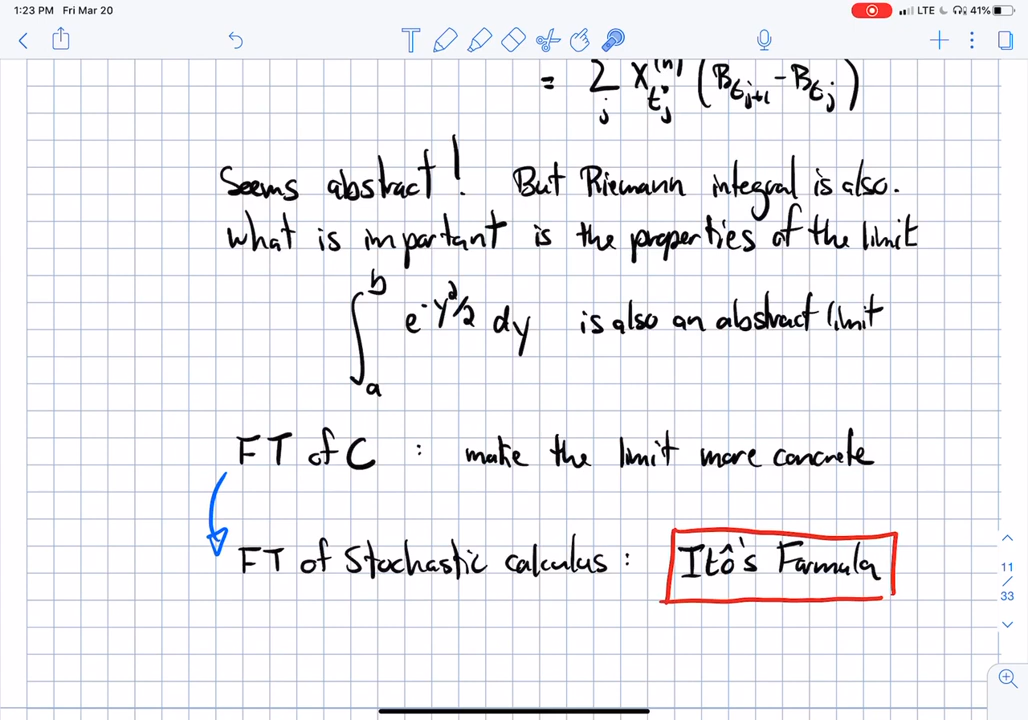 1:23 PM Fri Mar 20
LTE 41%
= ∑_j X_{t_j}^{(n)} (B_{t_{j+1}} - B_{t_j})
Seems abstract! But Riemann integral is also.
What is important is the properties of the limit
∫_a^b e^{-y²/2} dy is also an abstract limit
FT of C : make the limit more concrete
FT of Stochastic calculus : Itô's Formula
11
/
33